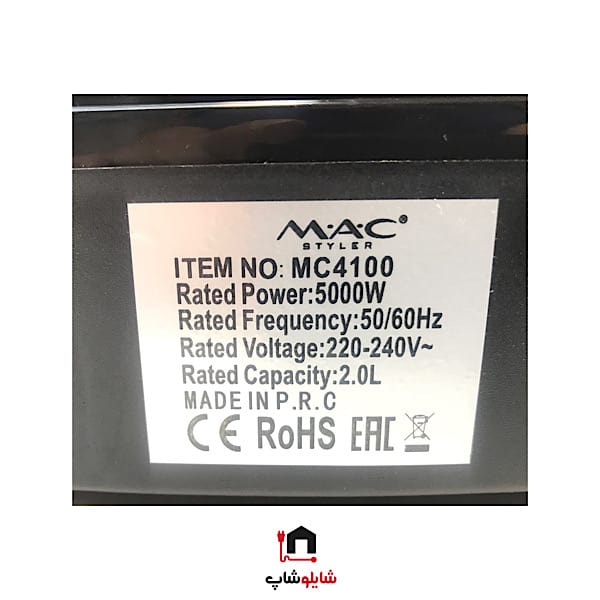 M·A·C®
STYLER
ITEM NO: MC4100
Rated Power:5000W
Rated Frequency:50/60Hz
Rated Voltage:220-240V~
Rated Capacity:2.0L
MADE IN P.R.C
CE RoHS EAC
شایلوشاپ